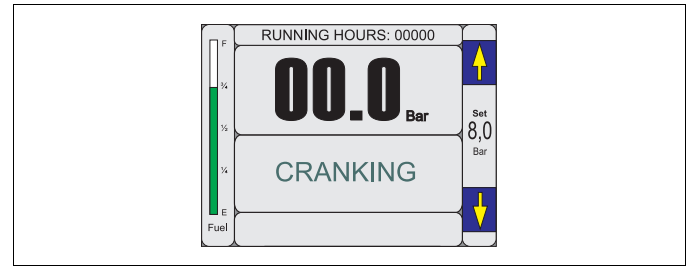 RUNNING HOURS: 00000
F
¾
½
¼
E
Fuel
00.0 Bar
CRANKING
Set
8,0
Bar